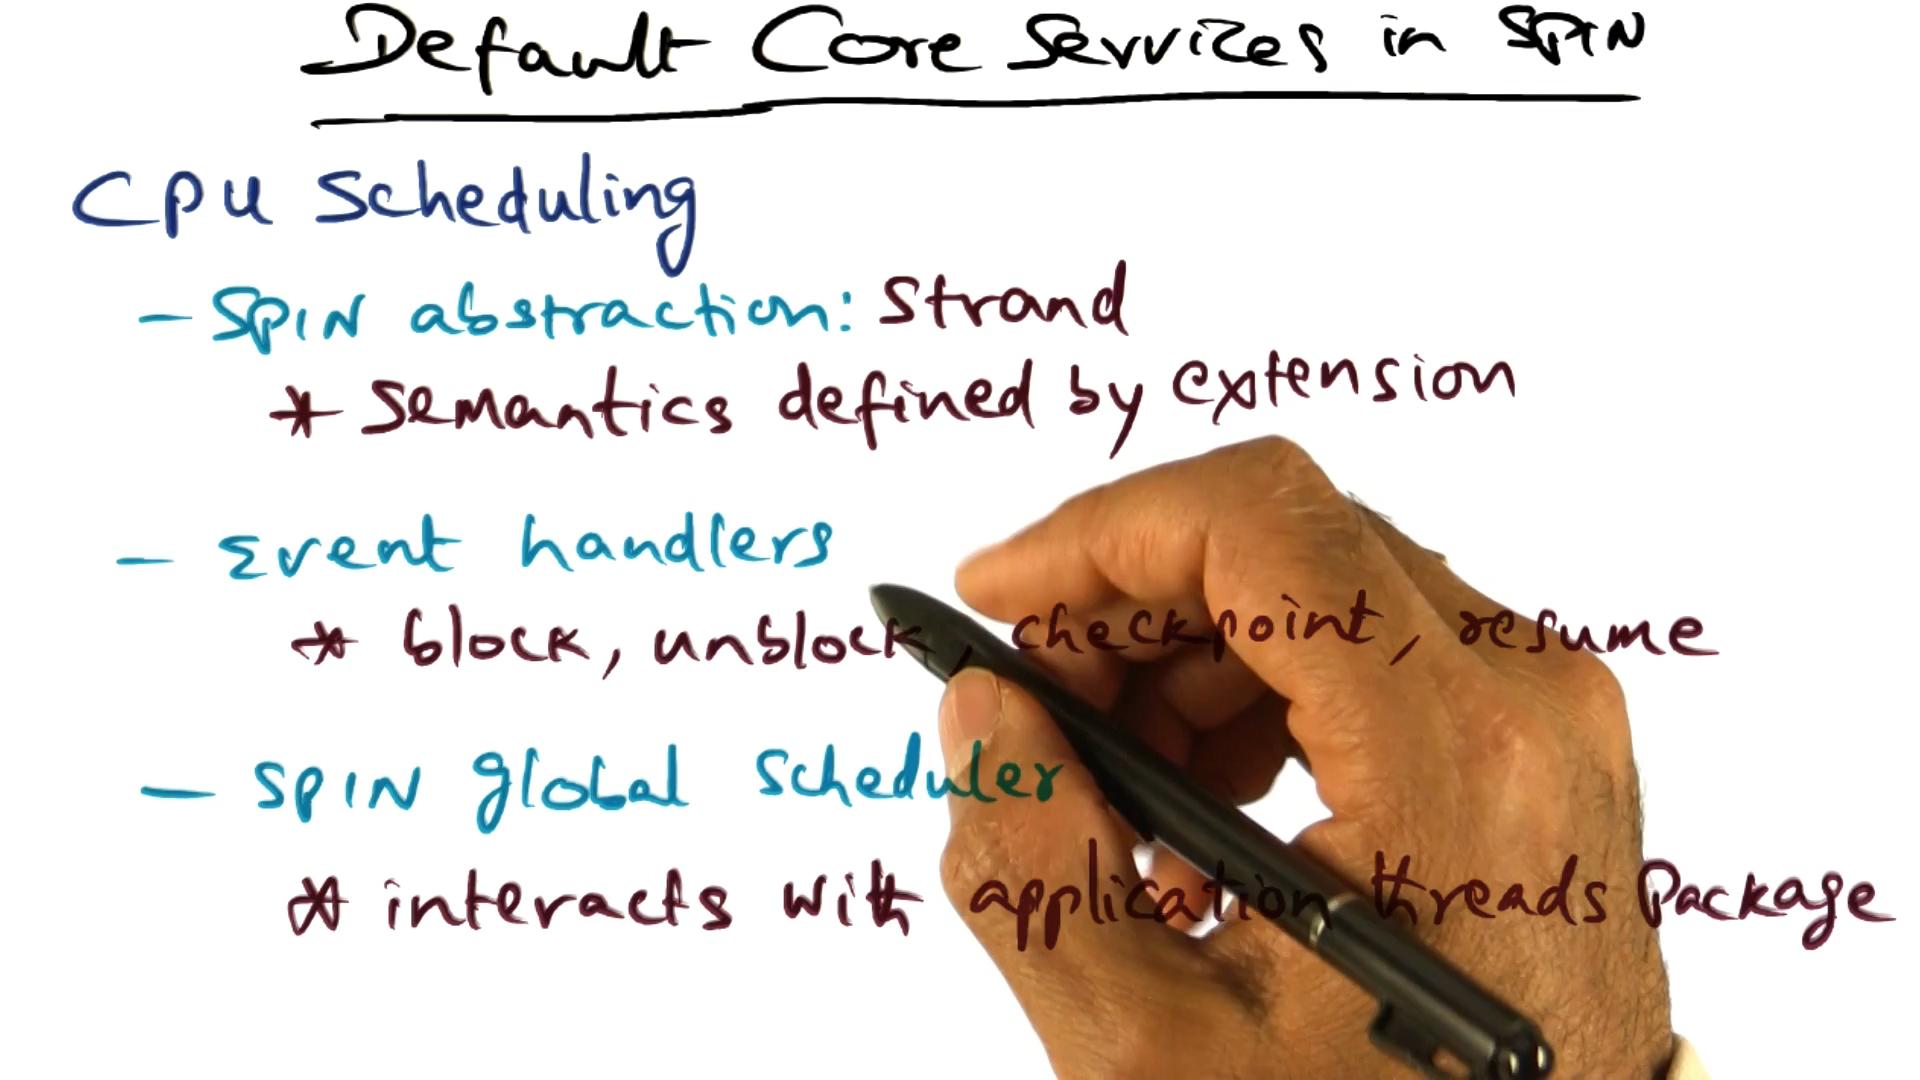 Default Core Services in SPIN
CPU Scheduling
- SPIN abstraction: Strand
* Semantics defined by extension
- Event handlers
* block, unblock, checkpoint, resume
- SPIN global scheduler
* interacts with application threads package